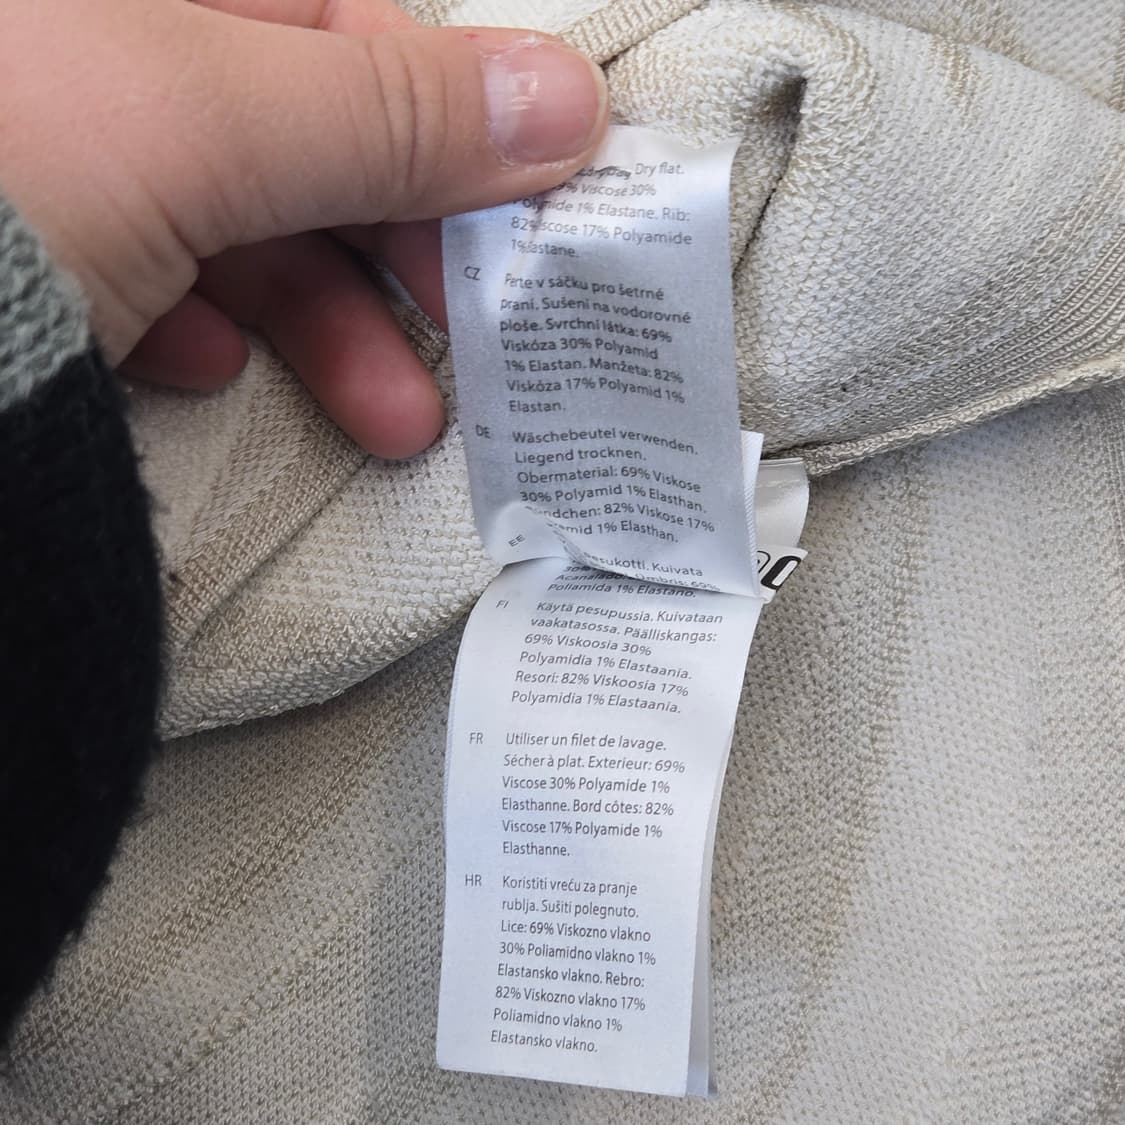 Dry flat.
Viscose 30%
1% Elastane. Rib:
17% Polyamide
CZ
v sáčku pro šetrné
praní. Sušení na vodorovné
ploše. Svrchní látka: 69%
Viskóza 30% Polyamid
1% Elastan. Manžeta: 82%
Viskóza 17% Polyamid 1%
Elastan.
DE
Wäschebeutel verwenden.
Liegend trocknen.
Obermaterial: 69% Viskose
30% Polyamid 1% Elasthan.
82% Viskose 17%
1% Elasthan.
EE
Kuivata
Poliamida 1% Elastano.
FI
Käytä pesupussia. Kuivataan
vaakatasossa. Päälliskangas:
69% Viskoosia 30%
Polyamidia 1% Elastaania.
Resori: 82% Viskoosia 17%
Polyamidia 1% Elastaania.
FR
Utiliser un filet de lavage.
Sécher à plat. Exterieur: 69%
Viscose 30% Polyamide 1%
Elasthanne. Bord côtes: 82%
Viscose 17% Polyamide 1%
Elasthanne.
HR
Koristiti vreću za pranje
rublja. Sušiti polegnuto.
Lice: 69% Viskozno vlakno
30% Poliamidno vlakno 1%
Elastansko vlakno. Rebro:
82% Viskozno vlakno 17%
Poliamidno vlakno 1%
Elastansko vlakno.